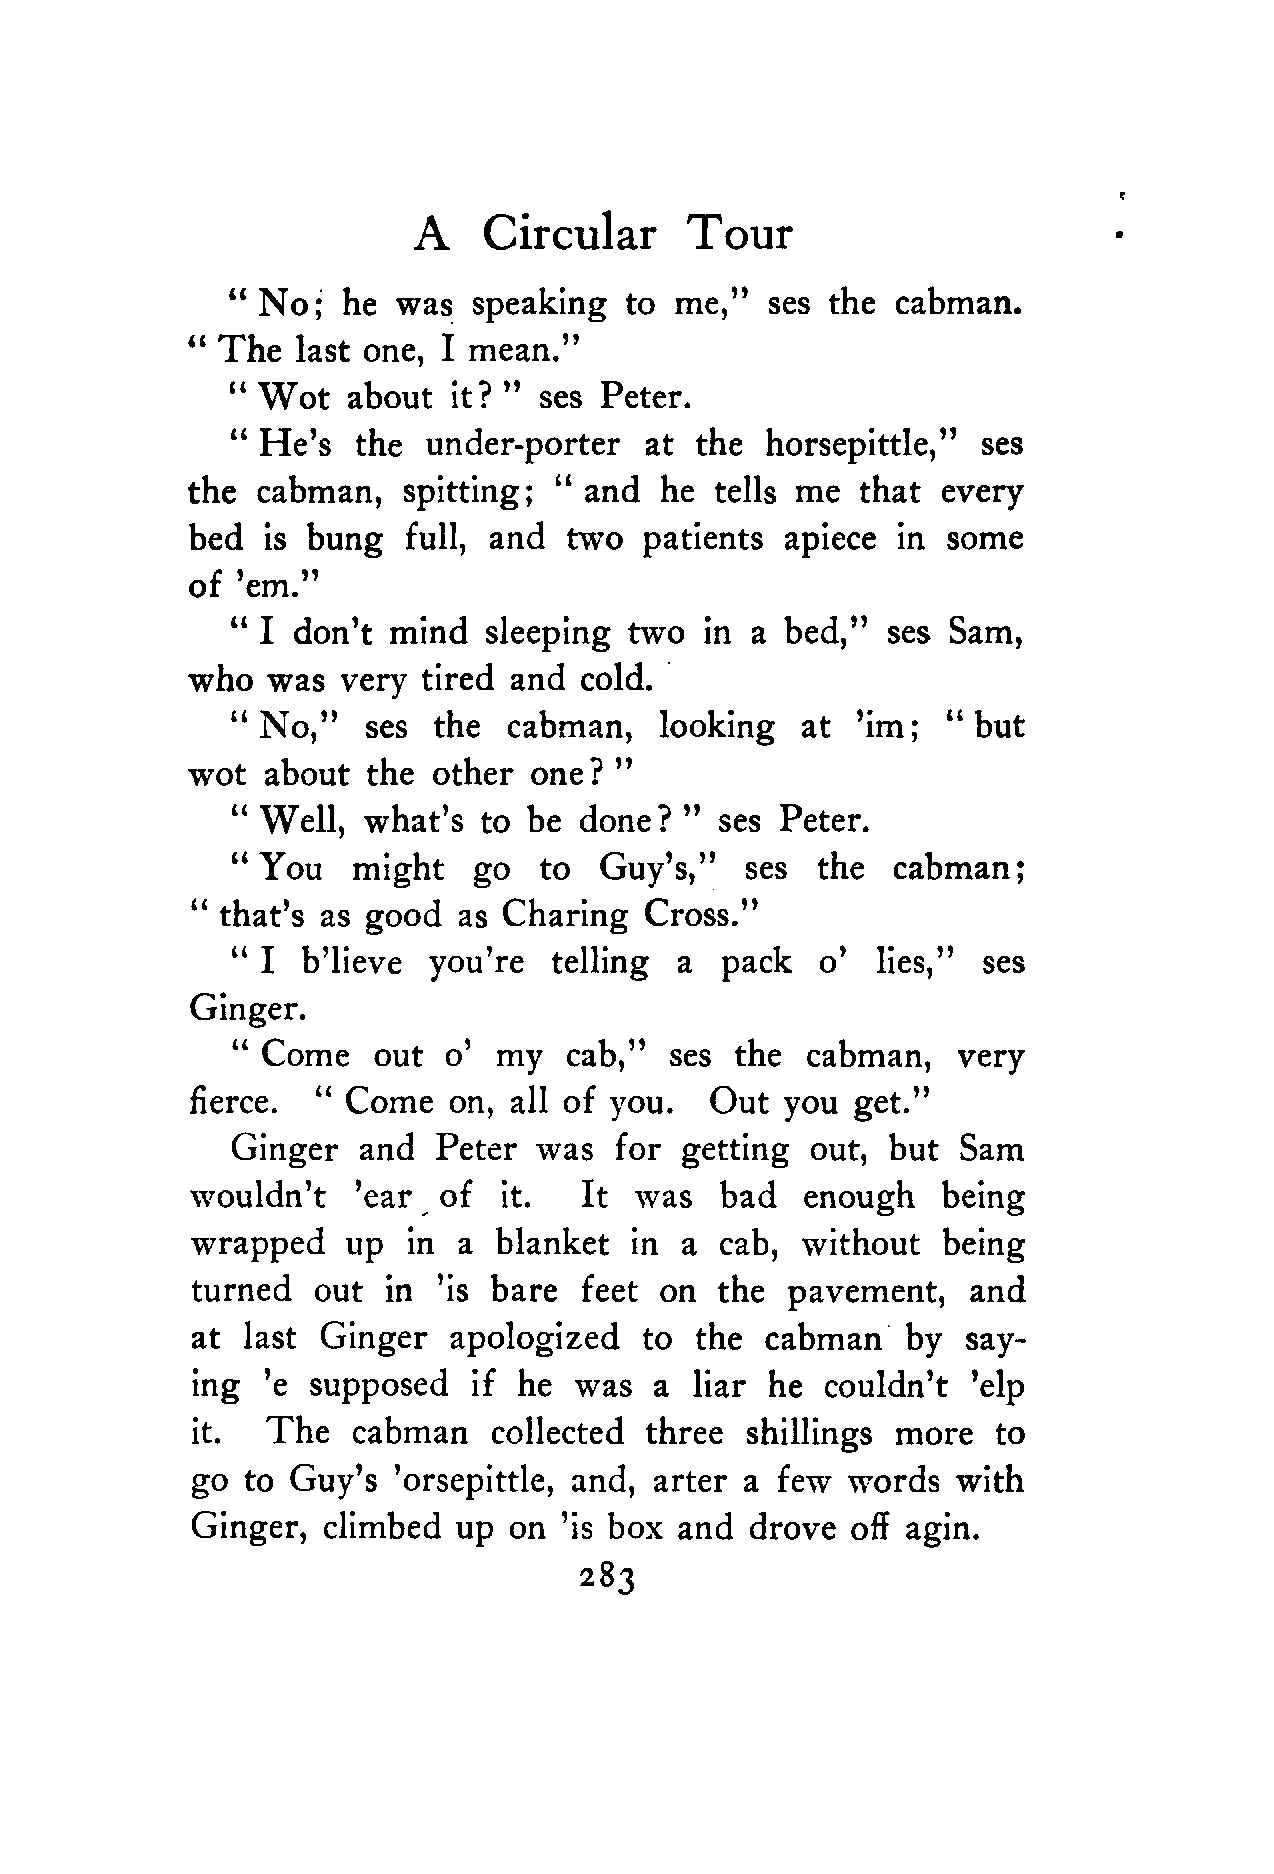 A Circular Tour
" No; he was speaking to me," ses the cabman.
" The last one, I mean."
" Wot about it? " ses Peter.
" He's the under-porter at the horsepittle," ses
the cabman, spitting; " and he tells me that every
bed is bung full, and two patients apiece in some
of 'em."
" I don't mind sleeping two in a bed," ses Sam,
who was very tired and cold.
" No," ses the cabman, looking at 'im; " but
wot about the other one? "
" Well, what's to be done? " ses Peter.
" You might go to Guy's," ses the cabman;
" that's as good as Charing Cross."
" I b'lieve you're telling a pack o' lies," ses
Ginger.
" Come out o' my cab," ses the cabman, very
fierce. " Come on, all of you. Out you get."
Ginger and Peter was for getting out, but Sam
wouldn't 'ear of it. It was bad enough being
wrapped up in a blanket in a cab, without being
turned out in 'is bare feet on the pavement, and
at last Ginger apologized to the cabman by say-
ing 'e supposed if he was a liar he couldn't 'elp
it. The cabman collected three shillings more to
go to Guy's 'orsepittle, and, arter a few words with
Ginger, climbed up on 'is box and drove off agin.
283